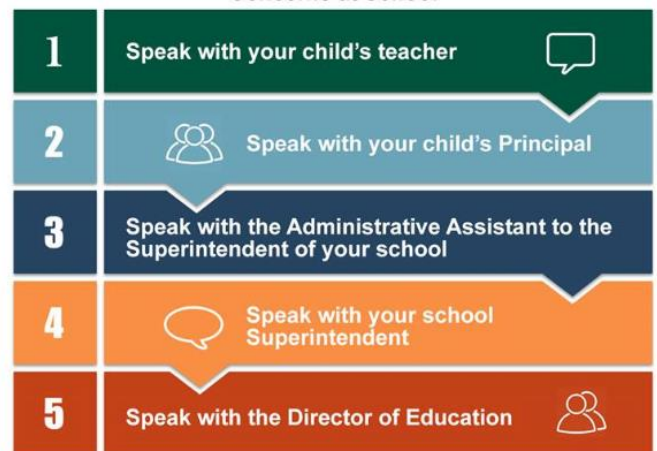 1
Speak with your child's teacher
2
Speak with your child's Principal
3
Speak with the Administrative Assistant to the
Superintendent of your school
4
Speak with your school
Superintendent
5
Speak with the Director of Education